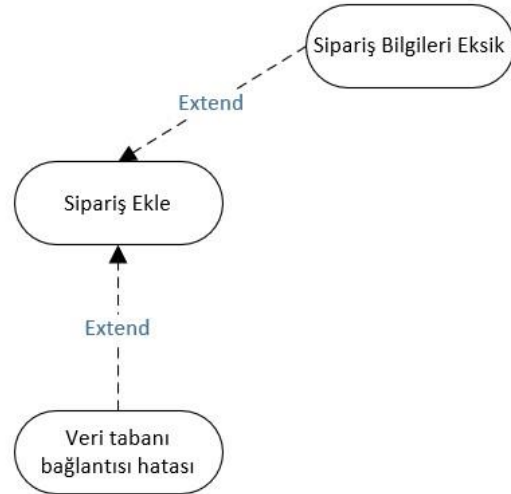 Sipariş Bilgileri Eksik
Extend
Sipariş Ekle
Extend
Veri tabanı
bağlantısı hatası